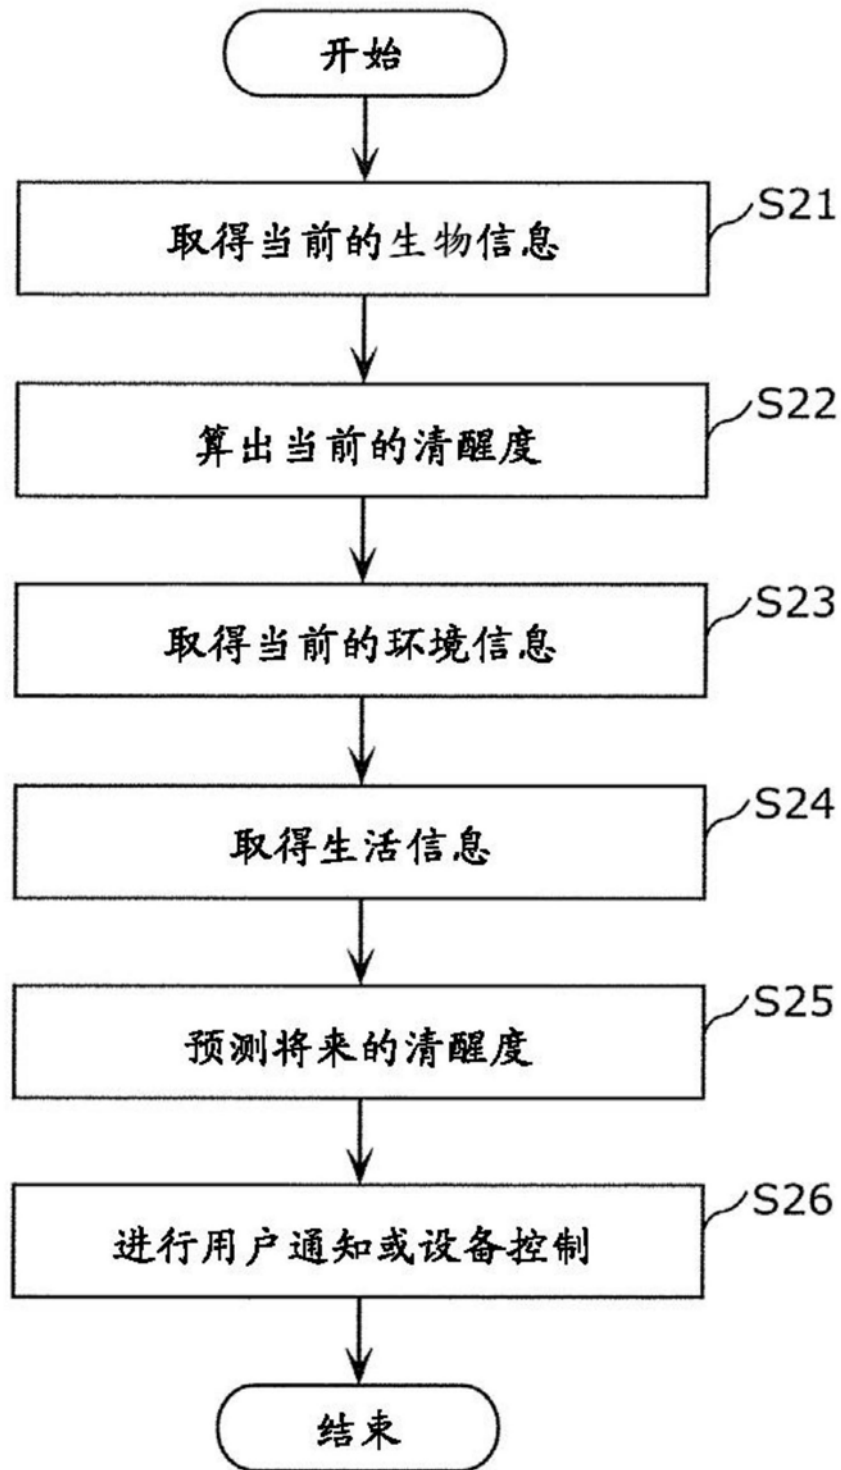 开始
取得当前的生物信息
S21
算出当前的清醒度
S22
取得当前的环境信息
S23
取得生活信息
S24
预测将来的清醒度
S25
进行用户通知或设备控制
S26
结束